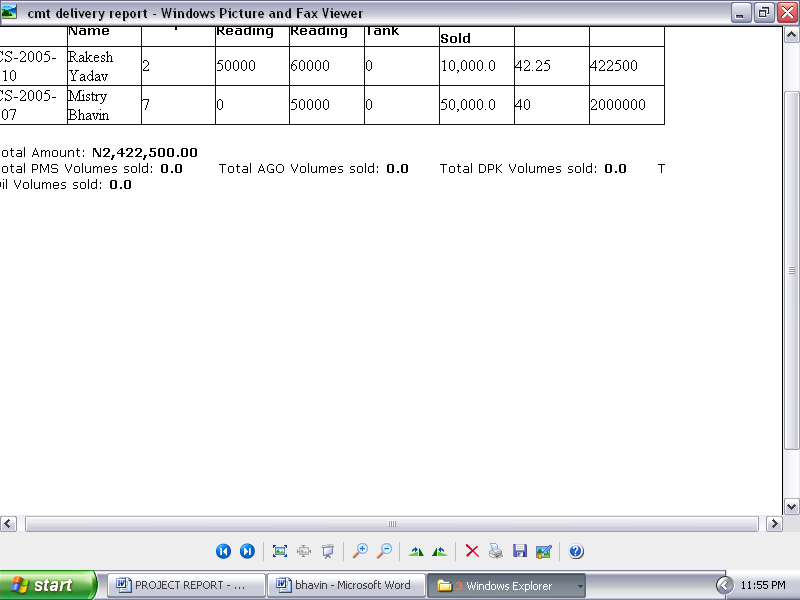 cmt delivery report - Windows Picture and Fax Viewer
Name Reading Reading Tank Sold
CS-2005-10 Rakesh Yadav 2 50000 60000 0 10,000.0 42.25 422500
CS-2005-07 Mistry Bhavin 7 0 50000 0 50,000.0 40 2000000
otal Amount: N2,422,500.00
otal PMS Volumes sold: 0.0 Total AGO Volumes sold: 0.0 Total DPK Volumes sold: 0.0 T
il Volumes sold: 0.0
start PROJECT REPORT - ... bhavin - Microsoft Word 3 Windows Explorer 11:55 PM